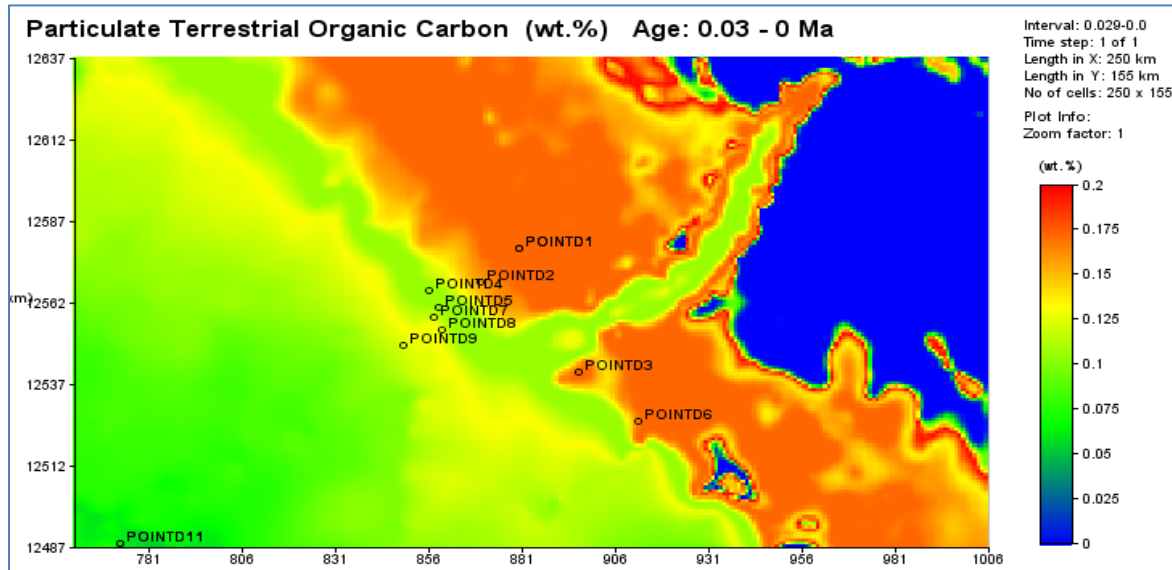 Particulate Terrestrial Organic Carbon (wt.%) Age: 0.03 - 0 Ma
Interval: 0.029-0.0
Time step: 1 of 1
Length in X: 250 km
Length in Y: 155 km
No of cells: 250 x 155
Plot Info:
Zoom factor: 1
(wt.%)
0.2
0.175
0.15
0.125
0.1
0.075
0.05
0.025
0
12637
12612
12587
12562
12537
12512
12487
(m)
POINTD1
POINTD2
POINTD4
POINTD5
POINTD7
POINTD8
POINTD9
POINTD3
POINTD6
POINTD11
781 806 831 856 881 906 931 956 981 1006